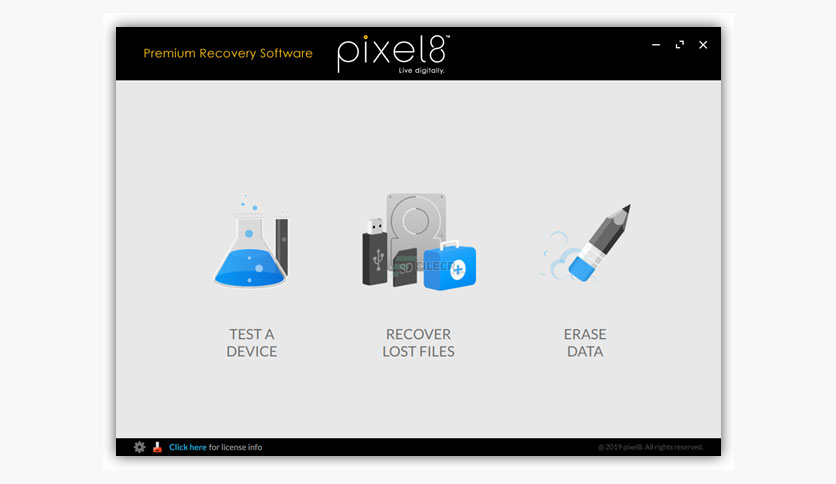 Premium Recovery Software
pixel8™
Live digitally.
SD
TEST A
DEVICE
RECOVER
LOST FILES
ERASE
DATA
Click here for license info
© 2019 pixel8. All rights reserved.